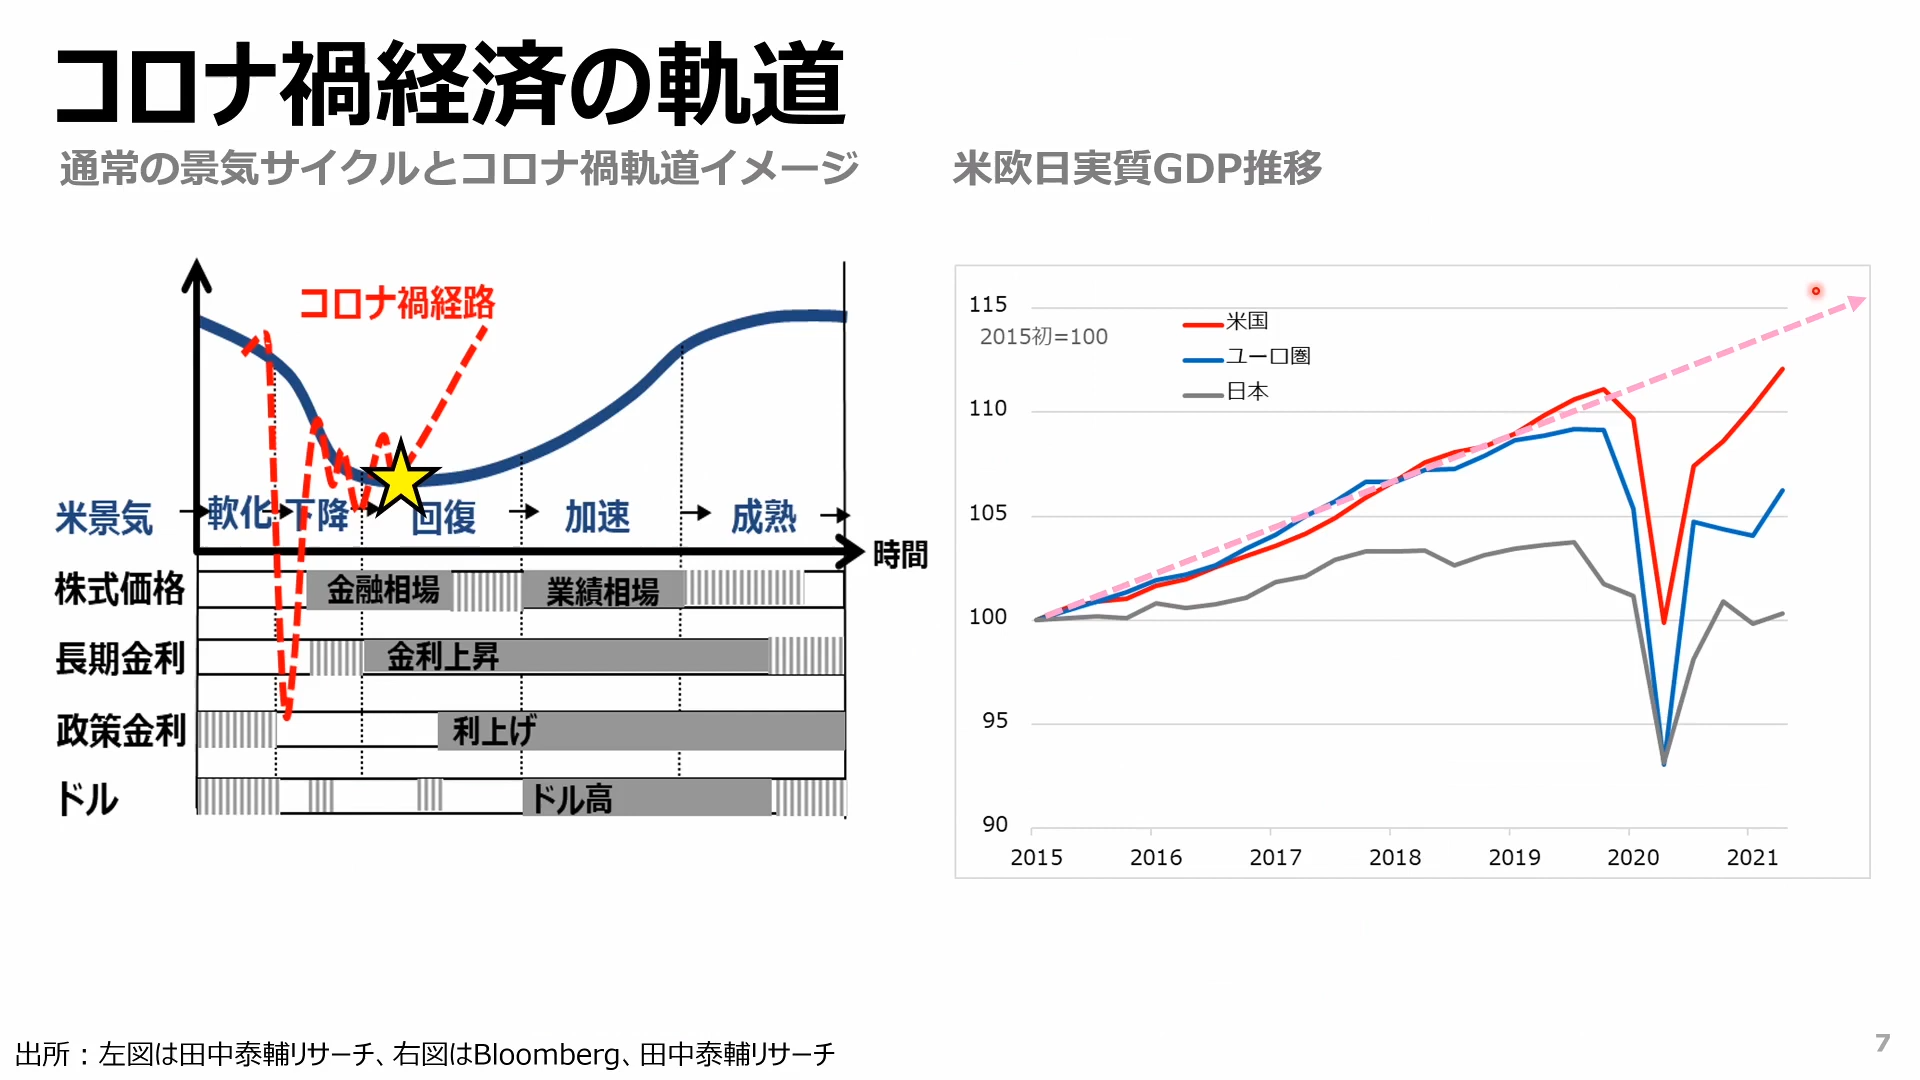 コロナ禍経済の軌道
通常の景気サイクルとコロナ禍軌道イメージ
米欧日実質GDP推移
コロナ禍経路
米景気
軟化
下降
回復
加速
成熟
時間
株式価格
金融相場
業績相場
長期金利
金利上昇
政策金利
利上げ
ドル
ドル高
115
2015初=100
米国
ユーロ圏
日本
110
105
100
95
90
2015 2016 2017 2018 2019 2020 2021
出所：左図は田中泰輔リサーチ、右図はBloomberg、田中泰輔リサーチ
7